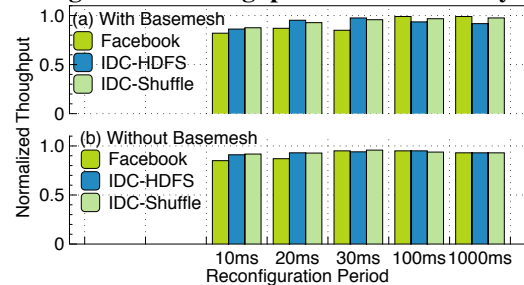 Normalized Thoughput
1.0
0.5
0
(a) With Basemesh
Facebook
IDC-HDFS
IDC-Shuffle
1.0
0.5
0
(b) Without Basemesh
Facebook
IDC-HDFS
IDC-Shuffle
10ms 20ms 30ms 100ms 1000ms
Reconfiguration Period